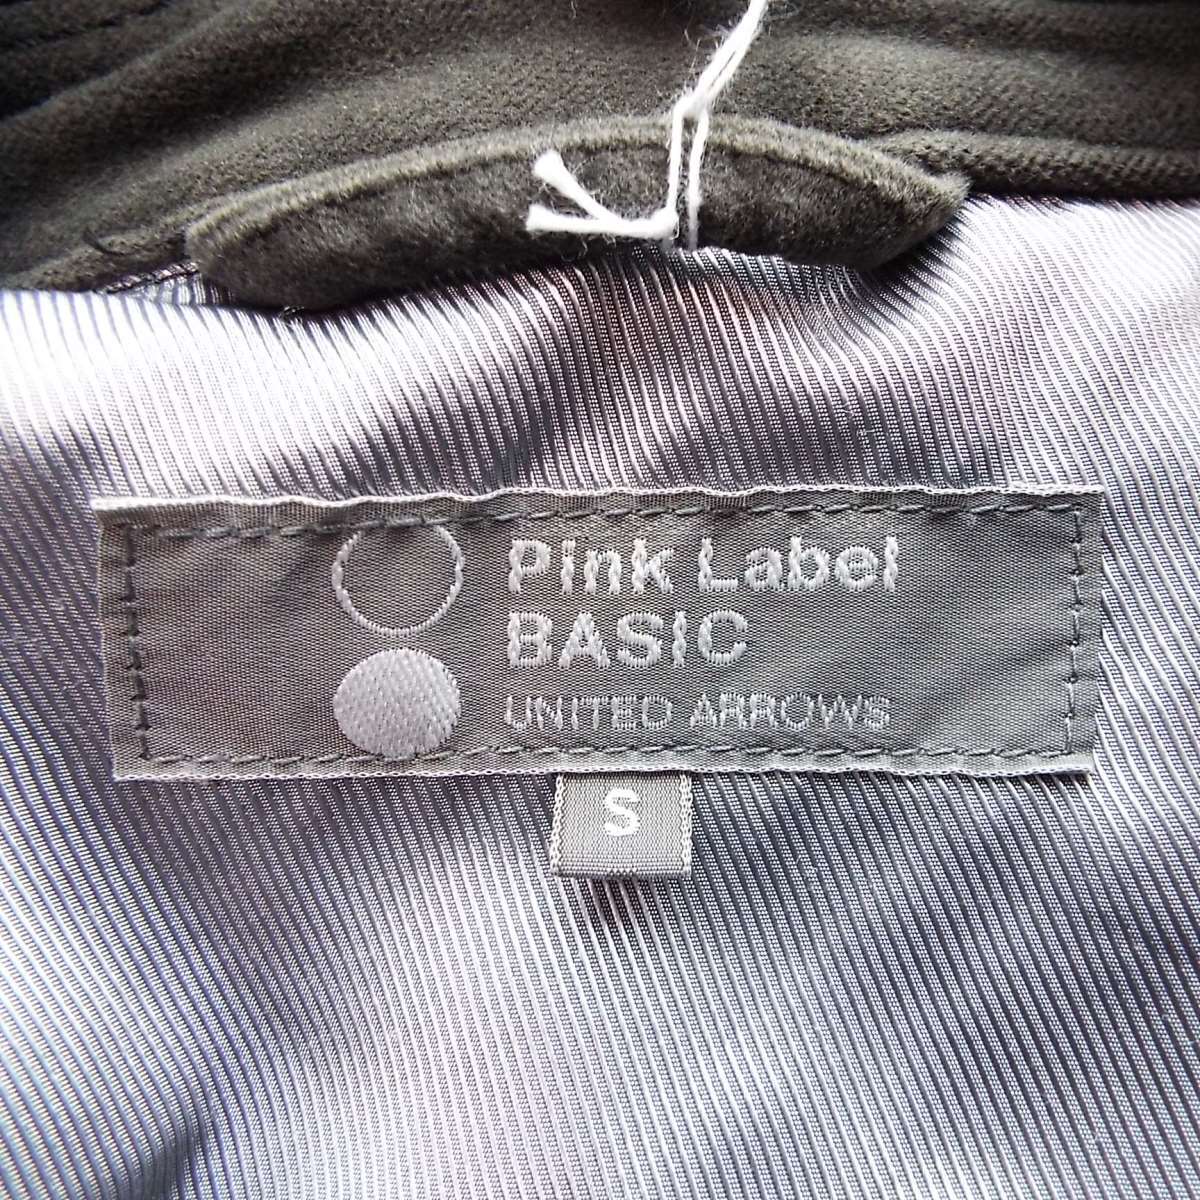 Pink Label
BASIC
UNITED ARROWS
S